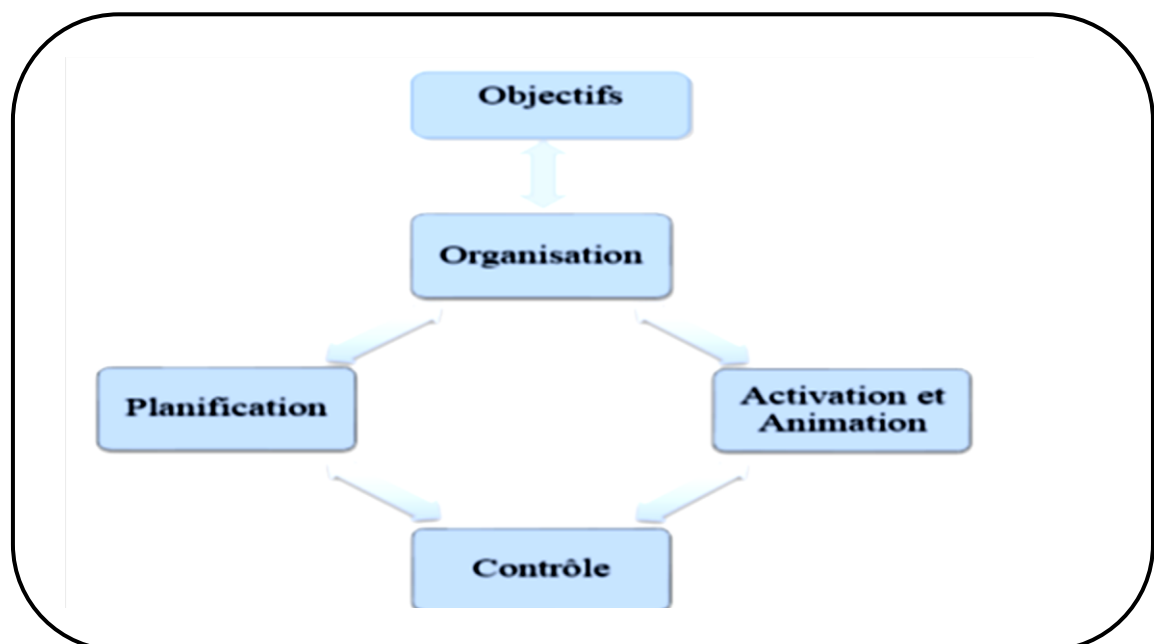 Objectifs
Organisation
Planification
Activation et
Animation
Contrôle